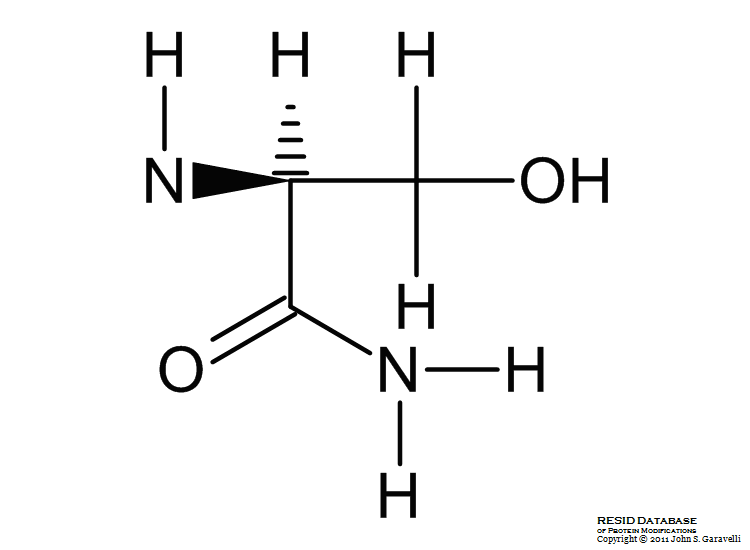 H H H
N OH
H
O N H
H
RESID DATABASE
OF PROTEIN MODIFICATIONS
Copyright © 2011 John S. Garavelli